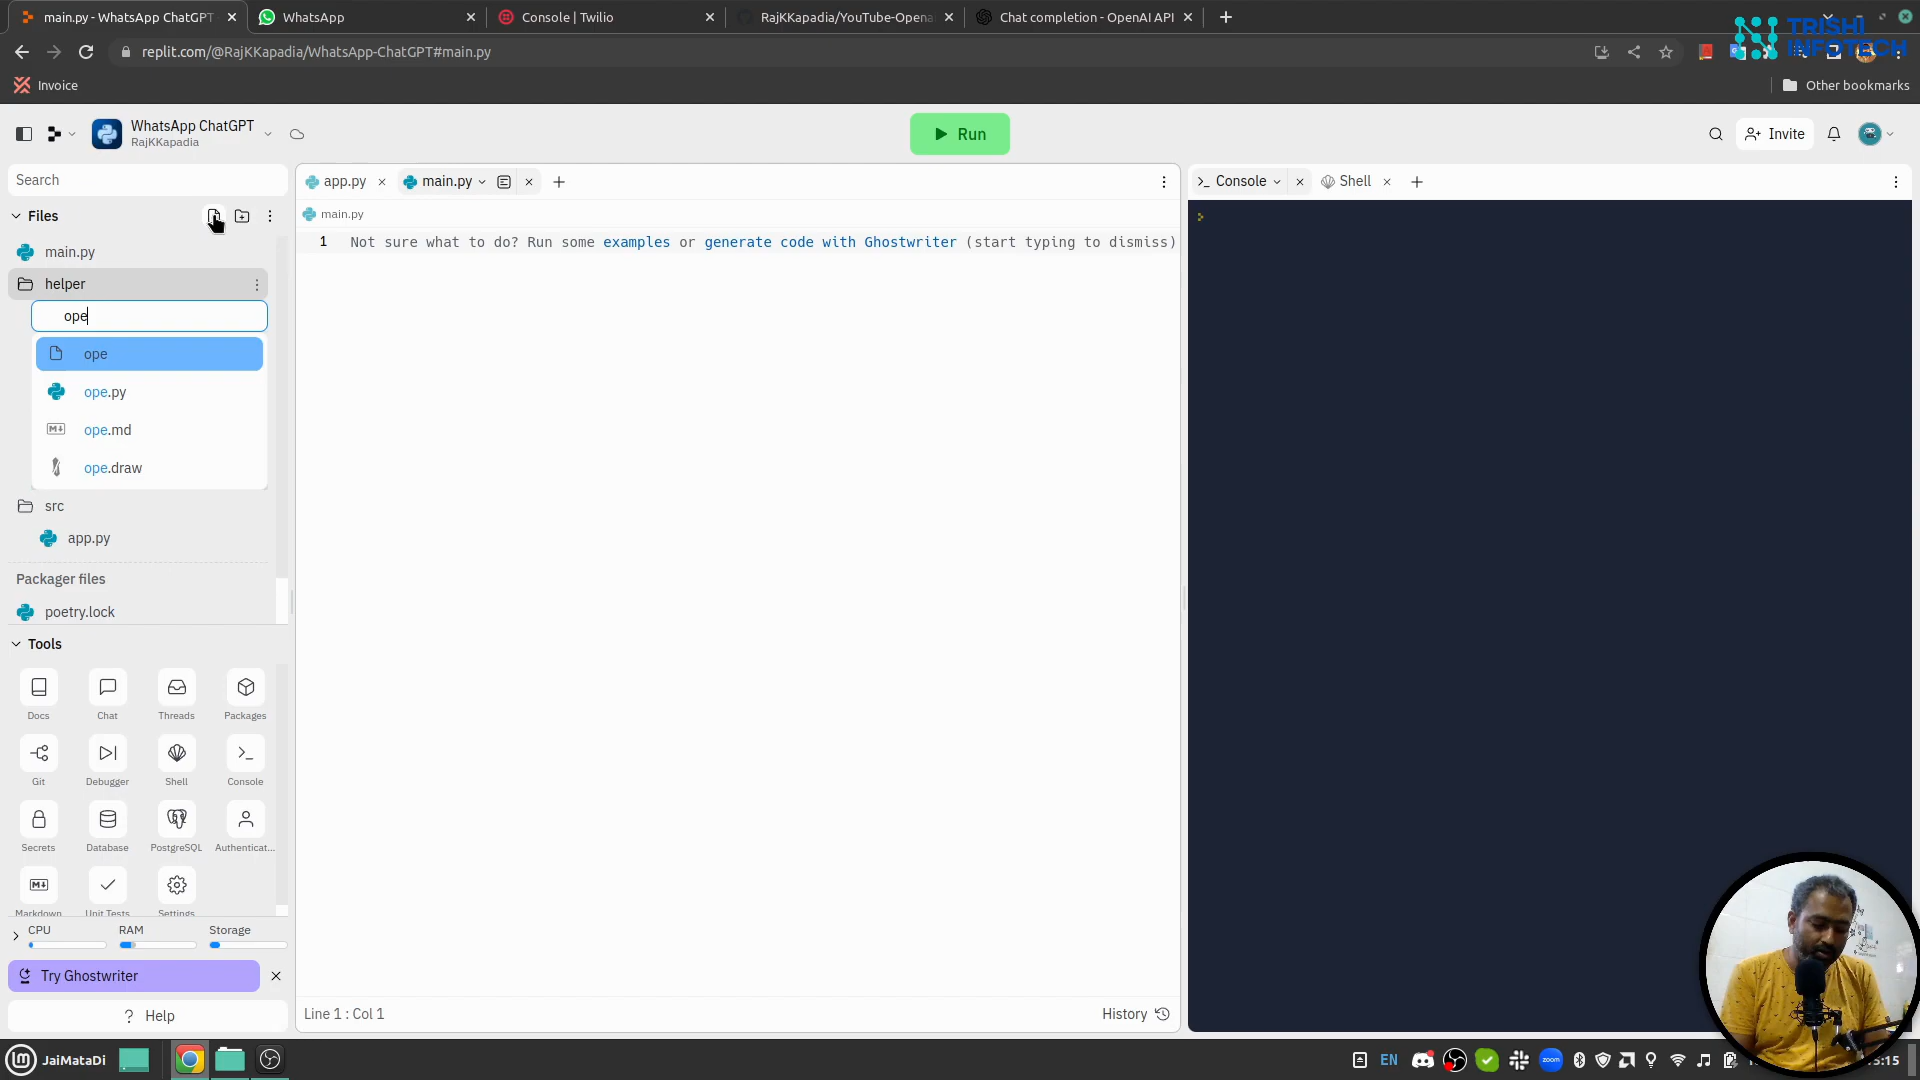 main.py - WhatsApp ChatGPT
WhatsApp
Console | Twilio
RajKKapadia/YouTube-Opena
Chat completion - OpenAI API
replit.com/@RajKKapadia/WhatsApp-ChatGPT#main.py
TRISHI
INFOTECH
Invoice
Other bookmarks
WhatsApp ChatGPT
RajKKapadia
Run
Invite
Search
app.py
main.py
Console
Shell
Files
main.py
1 Not sure what to do? Run some examples or generate code with Ghostwriter (start typing to dismiss)
main.py
helper
ope
ope
ope.py
ope.md
ope.draw
src
app.py
Packager files
poetry.lock
Tools
Docs
Chat
Threads
Packages
Git
Debugger
Shell
Console
Secrets
Database
PostgreSQL
Authenticat...
Markdown
Unit Tests
Settings
CPU
RAM
Storage
Try Ghostwriter
Help
Line 1 : Col 1
History
JaiMataDi
EN
zoom
:15